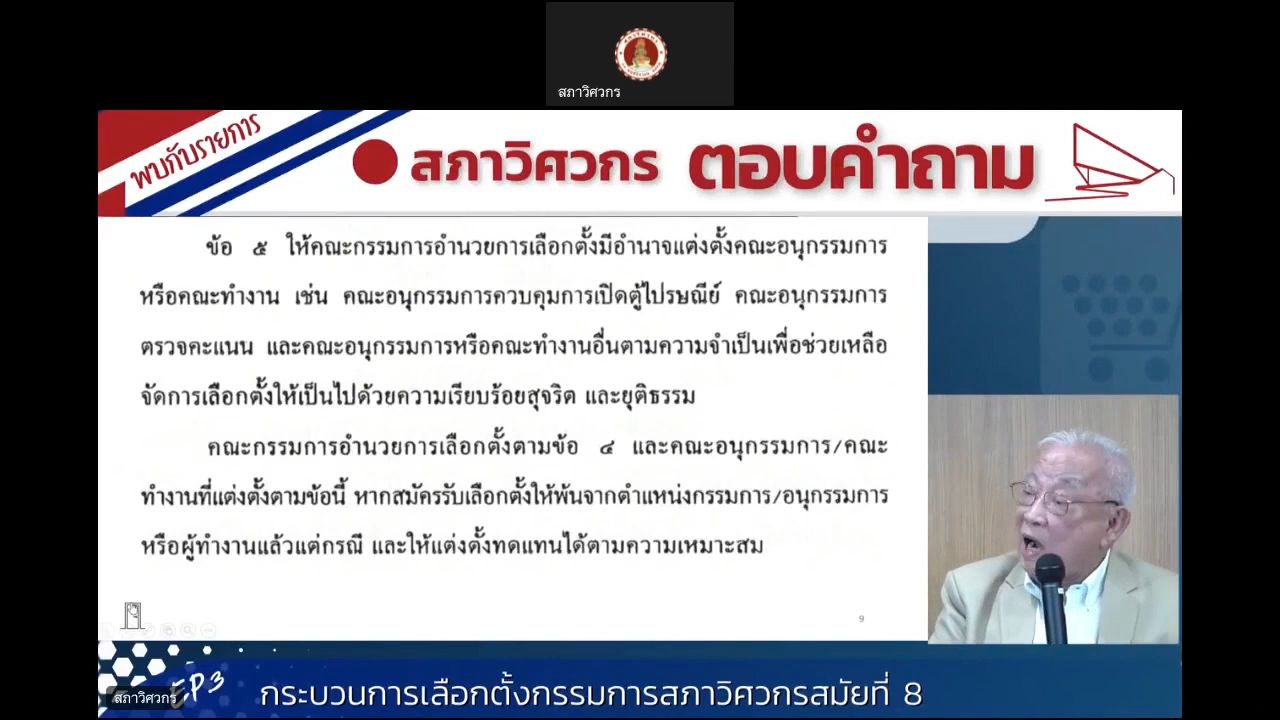 สภาวิศวกร
พบกับรายการ
สภาวิศวกร ตอบคำถาม
ข้อ ๕ ให้คณะกรรมการอำนวยการเลือกตั้งมีอำนาจแต่งตั้งคณะอนุกรรมการ
หรือคณะทำงาน เช่น คณะอนุกรรมการควบคุมการเปิดตู้ไปรษณีย์ คณะอนุกรรมการ
ตรวจคะแนน และคณะอนุกรรมการหรือคณะทำงานอื่นตามความจำเป็นเพื่อช่วยเหลือ
จัดการเลือกตั้งให้เป็นไปด้วยความเรียบร้อยสุจริต และยุติธรรม
คณะกรรมการอำนวยการเลือกตั้งตามข้อ ๔ และคณะอนุกรรมการ/คณะ
ทำงานที่แต่งตั้งตามข้อนี้ หากสมัครรับเลือกตั้งให้พ้นจากตำแหน่งกรรมการ/อนุกรรมการ
หรือผู้ทำงานแล้วแต่กรณี และให้แต่งตั้งทดแทนได้ตามความเหมาะสม
9
สภาวิศวกร
EP3
กระบวนการเลือกตั้งกรรมการสภาวิศวกรสมัยที่ 8